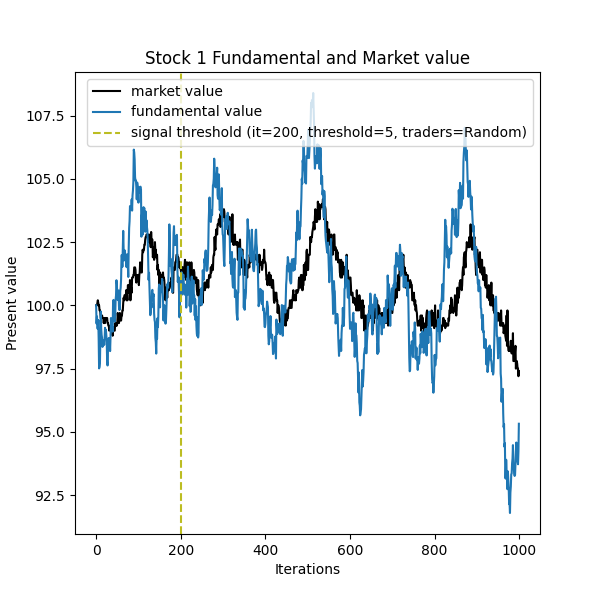 Stock 1 Fundamental and Market value
market value
fundamental value
signal threshold (it=200, threshold=5, traders=Random)
Present value
107.5
105.0
102.5
100.0
97.5
95.0
92.5
0 200 400 600 800 1000
Iterations